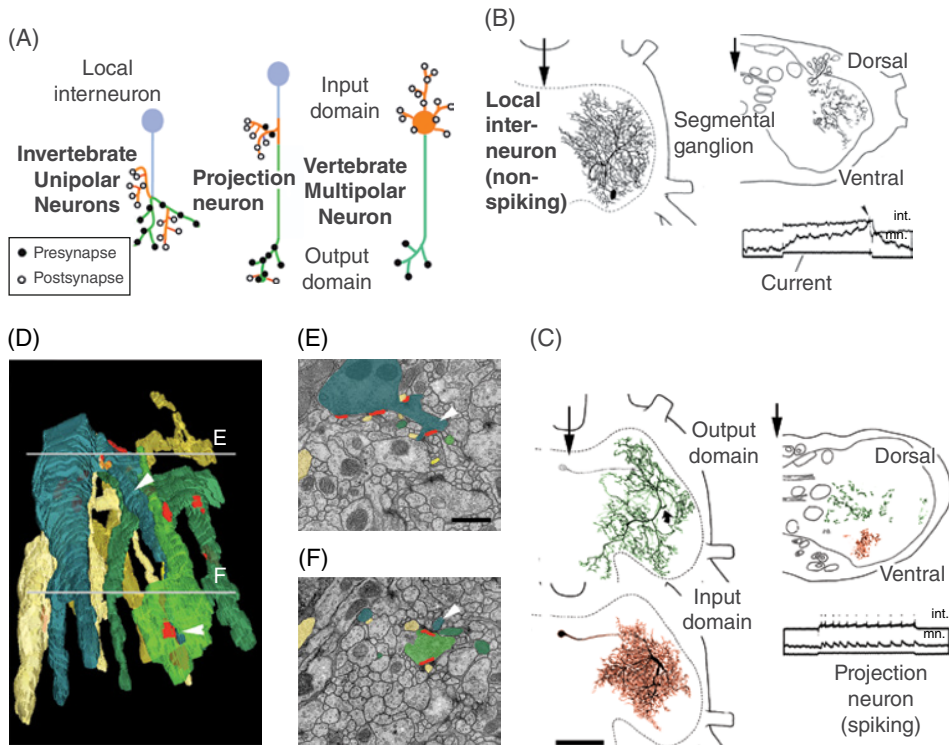 (A)
Local
interneuron
Invertebrate
Unipolar
Neurons
Projection
neuron
Input
domain
Vertebrate
Multipolar
Neuron
Output
domain
Presynapse
Postsynapse
(B)
Local
inter-
neuron
(non-
spiking)
Segmental
ganglion
Dorsal
Ventral
int.
mn.
Current
(D)
E
F
(E)
(F)
(C)
Output
domain
Input
domain
Dorsal
Ventral
int.
mn.
Projection
neuron
(spiking)